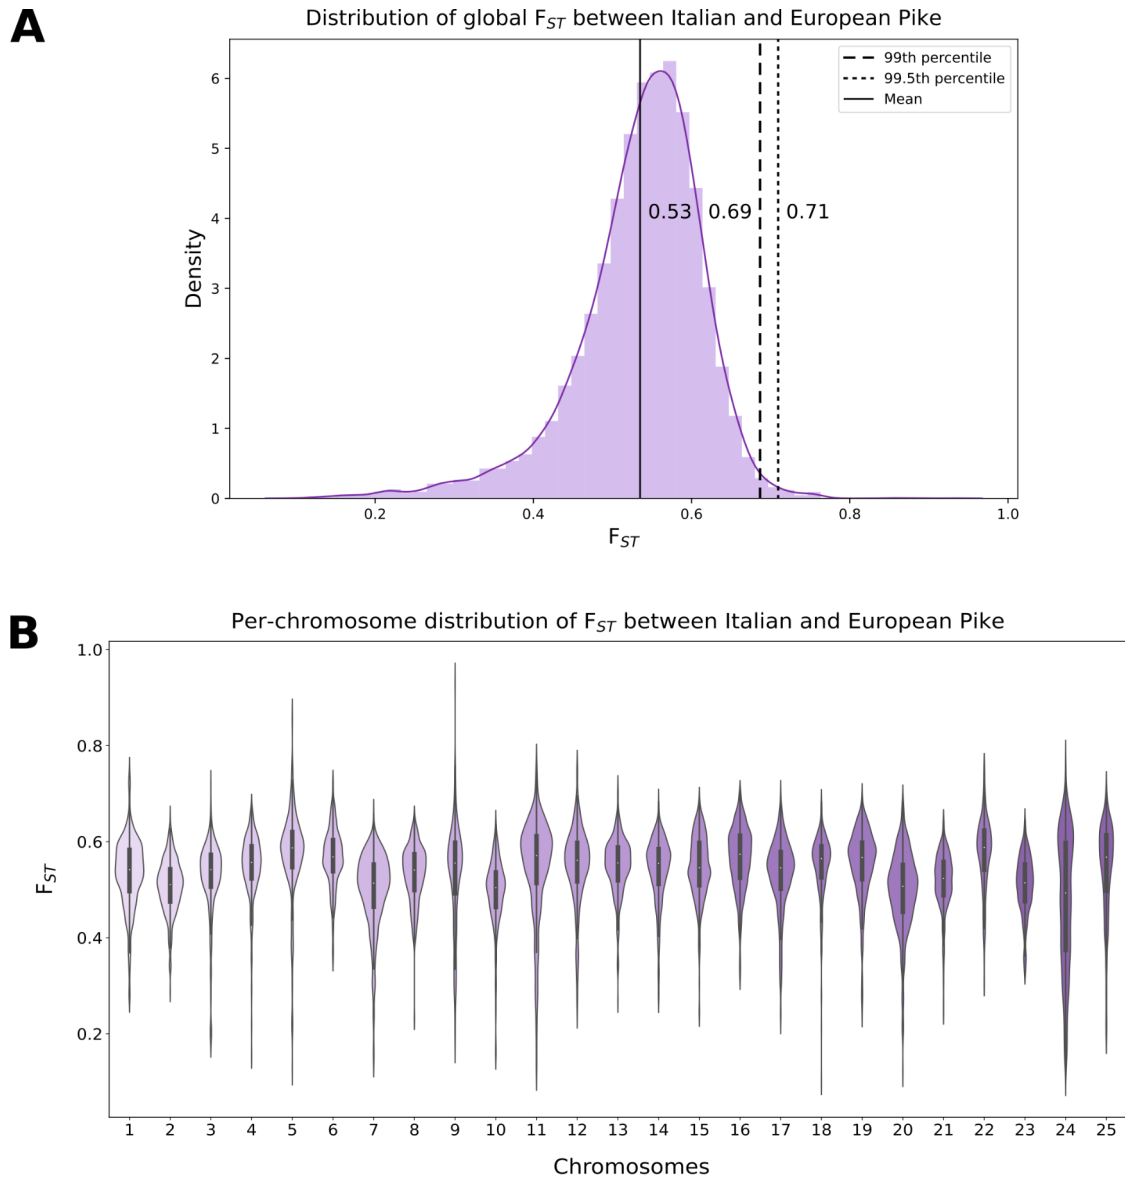 A
Distribution of global F_ST between Italian and European Pike
99th percentile
99.5th percentile
Mean
6
5
4
3
2
1
0
Density
0.53 0.69 0.71
0.2 0.4 0.6 0.8 1.0
F_ST
B
Per-chromosome distribution of F_ST between Italian and European Pike
1.0
0.8
0.6
0.4
0.2
F_ST
1 2 3 4 5 6 7 8 9 10 11 12 13 14 15 16 17 18 19 20 21 22 23 24 25
Chromosomes